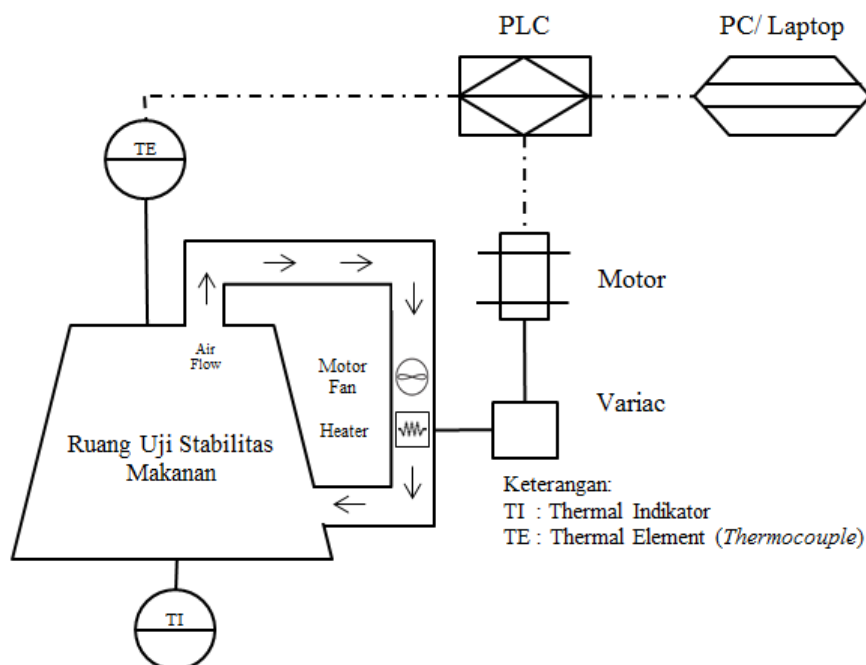 PLC
PC/ Laptop
TE
Motor
Air
Flow
Motor
Fan
Heater
Variac
Ruang Uji Stabilitas
Makanan
Keterangan:
TI : Thermal Indikator
TE : Thermal Element (Thermocouple)
TI